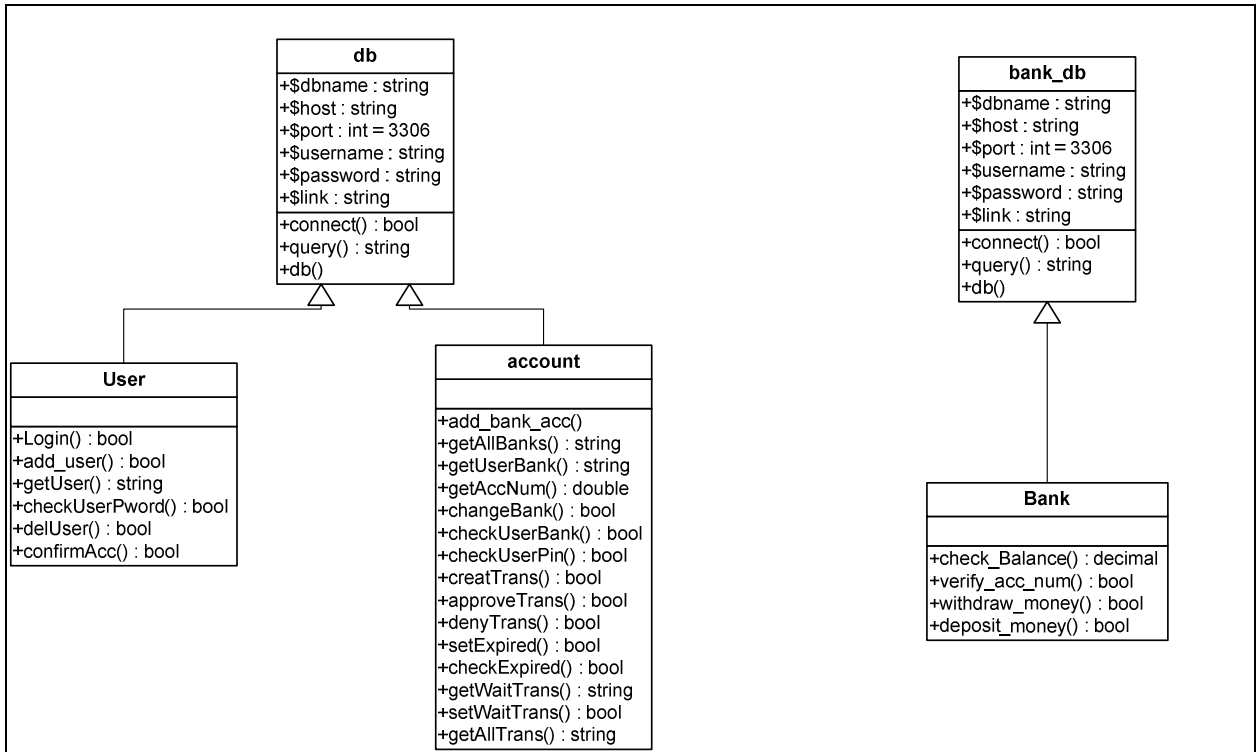 db
+$dbname : string
+$host : string
+$port : int = 3306
+$username : string
+$password : string
+$link : string
+connect() : bool
+query() : string
+db()
bank_db
+$dbname : string
+$host : string
+$port : int = 3306
+$username : string
+$password : string
+$link : string
+connect() : bool
+query() : string
+db()
User
+Login() : bool
+add_user() : bool
+getUser() : string
+checkUserPword() : bool
+delUser() : bool
+confirmAcc() : bool
account
+add_bank_acc()
+getAllBanks() : string
+getUserBank() : string
+getAccNum() : double
+changeBank() : bool
+checkUserBank() : bool
+checkUserPin() : bool
+creatTrans() : bool
+approveTrans() : bool
+denyTrans() : bool
+setExpired() : bool
+checkExpired() : bool
+getWaitTrans() : string
+setWaitTrans() : bool
+getAllTrans() : string
Bank
+check_Balance() : decimal
+verify_acc_num() : bool
+withdraw_money() : bool
+deposit_money() : bool